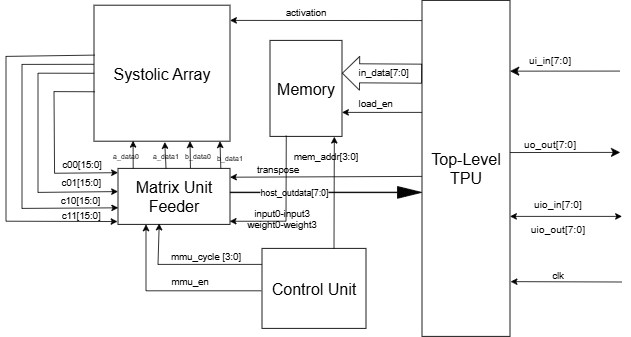 activation
Systolic Array
ui_in[7:0]
in_data[7:0]
Memory
load_en
a_data0
a_data1
b_data0
b_data1
mem_addr[3:0]
Top-Level
TPU
uo_out[7:0]
c00[15:0]
transpose
c01[15:0]
Matrix Unit
Feeder
host_outdata[7:0]
c10[15:0]
uio_in[7:0]
c11[15:0]
input0-input3
weight0-weight3
uio_out[7:0]
mmu_cycle [3:0]
clk
mmu_en
Control Unit